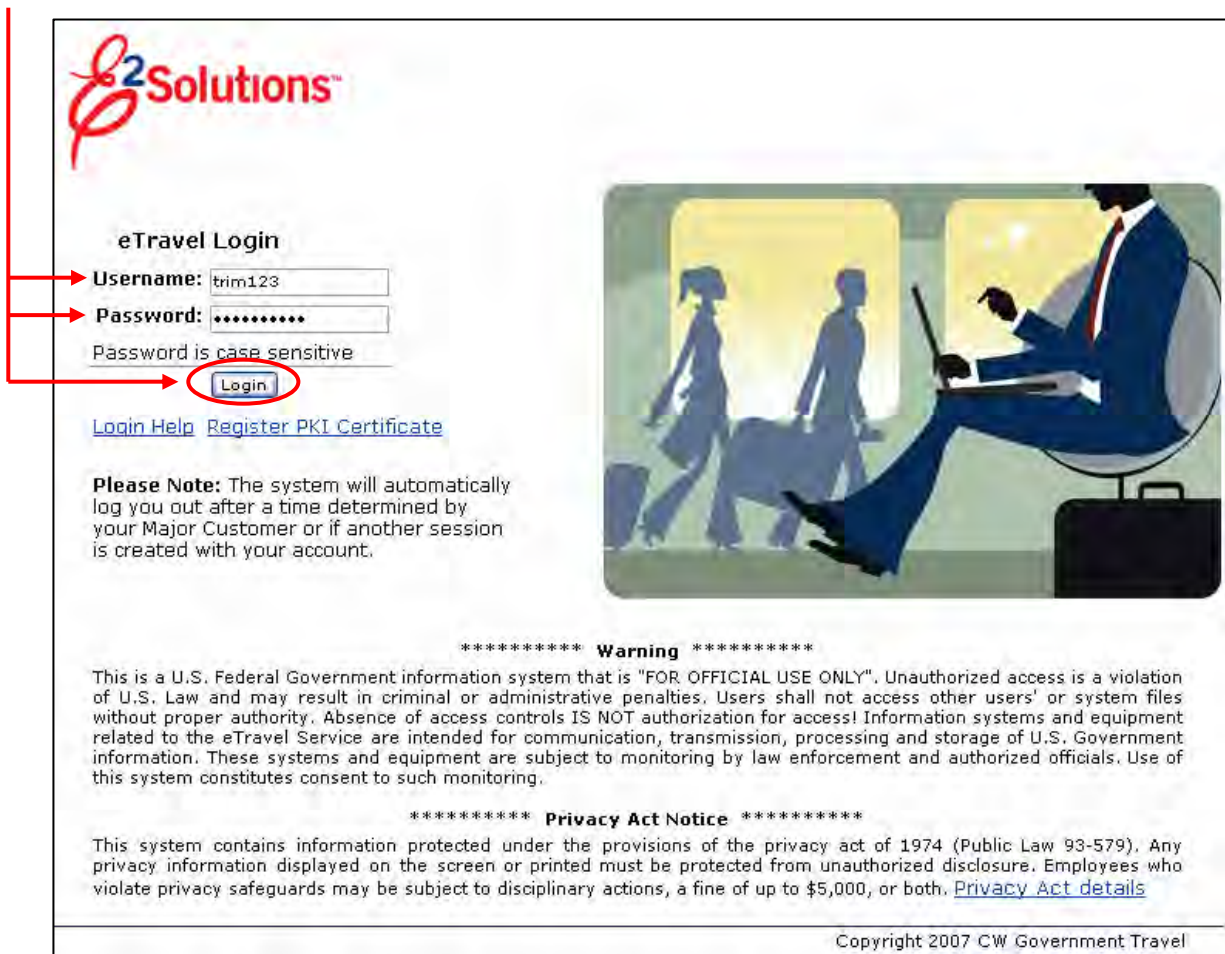 E2Solutions™
eTravel Login
Username: trim123
Password: ••••••••••
Password is case sensitive
Login
Login Help Register PKI Certificate
Please Note: The system will automatically
log you out after a time determined by
your Major Customer or if another session
is created with your account.
********** Warning **********
This is a U.S. Federal Government information system that is "FOR OFFICIAL USE ONLY". Unauthorized access is a violation
of U.S. Law and may result in criminal or administrative penalties. Users shall not access other users' or system files
without proper authority. Absence of access controls IS NOT authorization for access! Information systems and equipment
related to the eTravel Service are intended for communication, transmission, processing and storage of U.S. Government
information. These systems and equipment are subject to monitoring by law enforcement and authorized officials. Use of
this system constitutes consent to such monitoring.
********** Privacy Act Notice **********
This system contains information protected under the provisions of the privacy act of 1974 (Public Law 93-579). Any
privacy information displayed on the screen or printed must be protected from unauthorized disclosure. Employees who
violate privacy safeguards may be subject to disciplinary actions, a fine of up to $5,000, or both. Privacy Act details
Copyright 2007 CW Government Travel